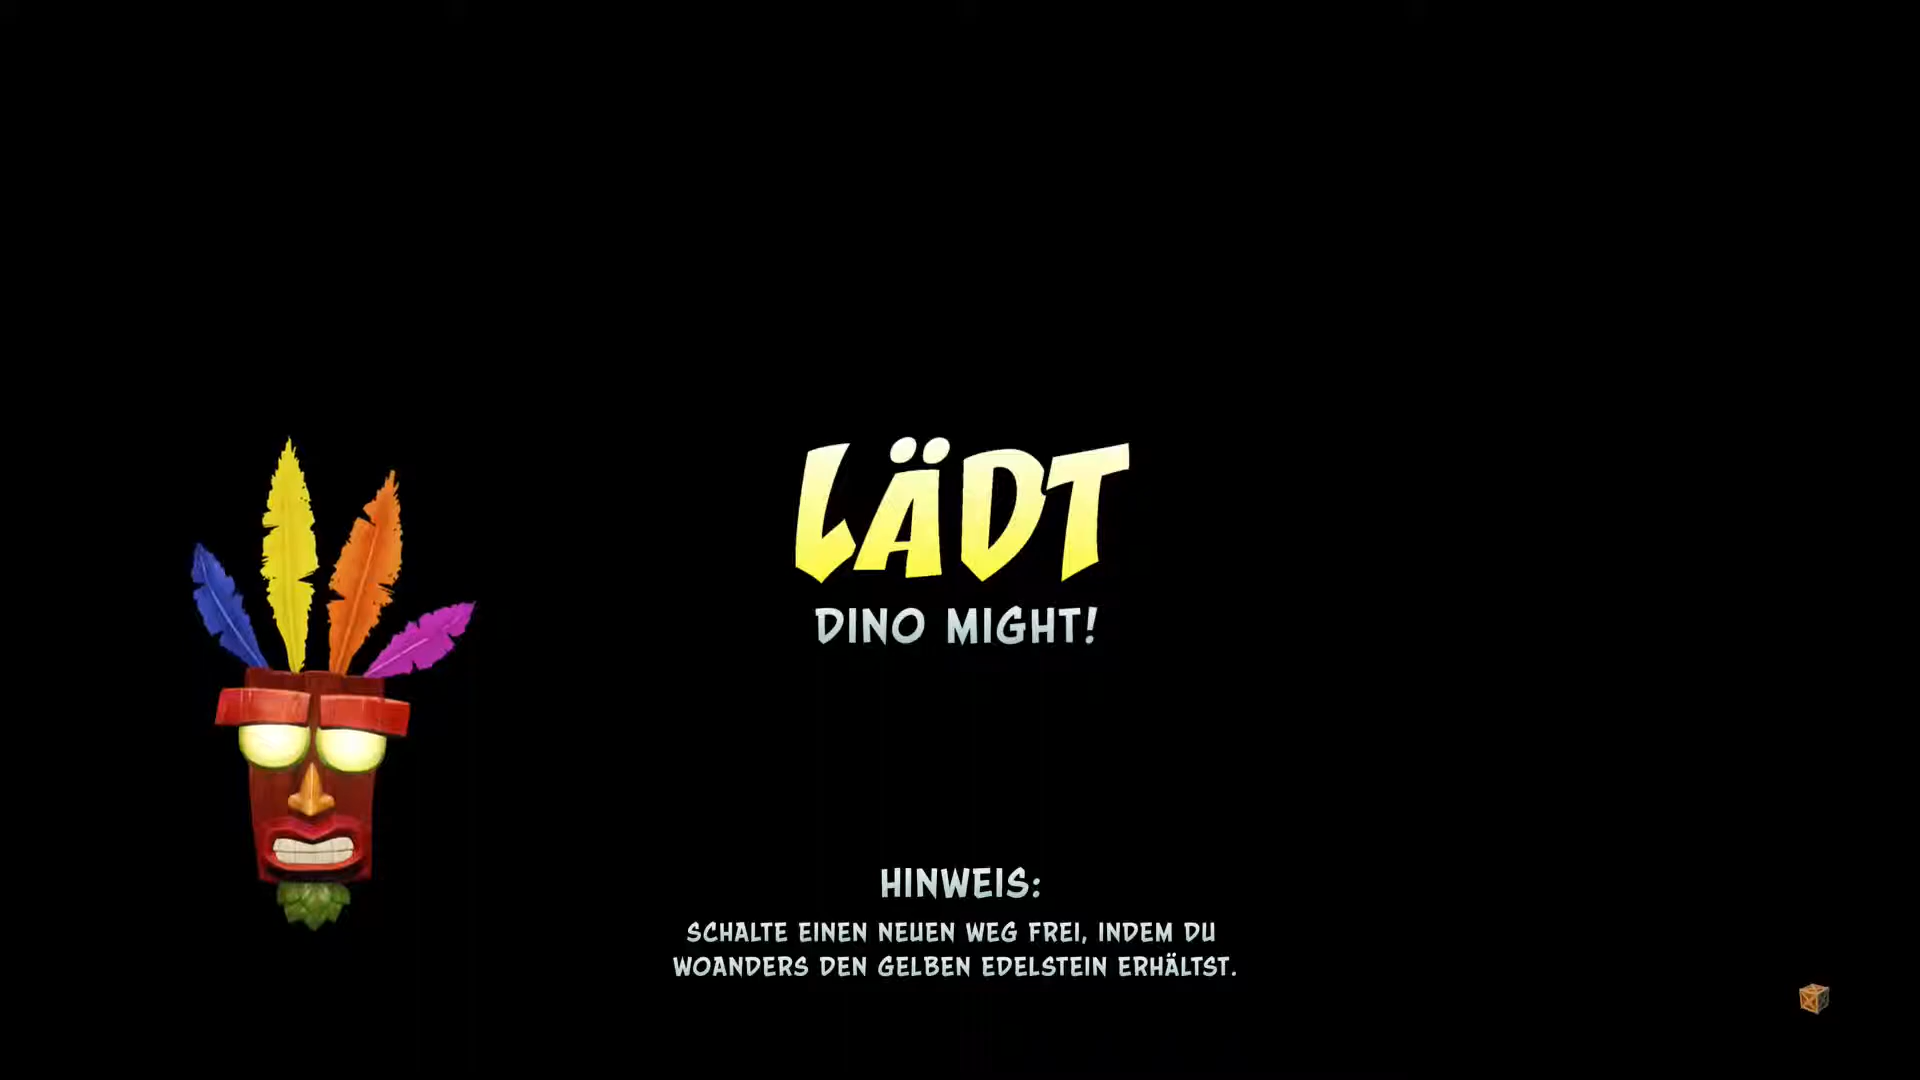 LÄDT
DINO MIGHT!
HINWEIS:
SCHALTE EINEN NEUEN WEG FREI, INDEM DU
WOANDERS DEN GELBEN EDELSTEIN ERHÄLTST.